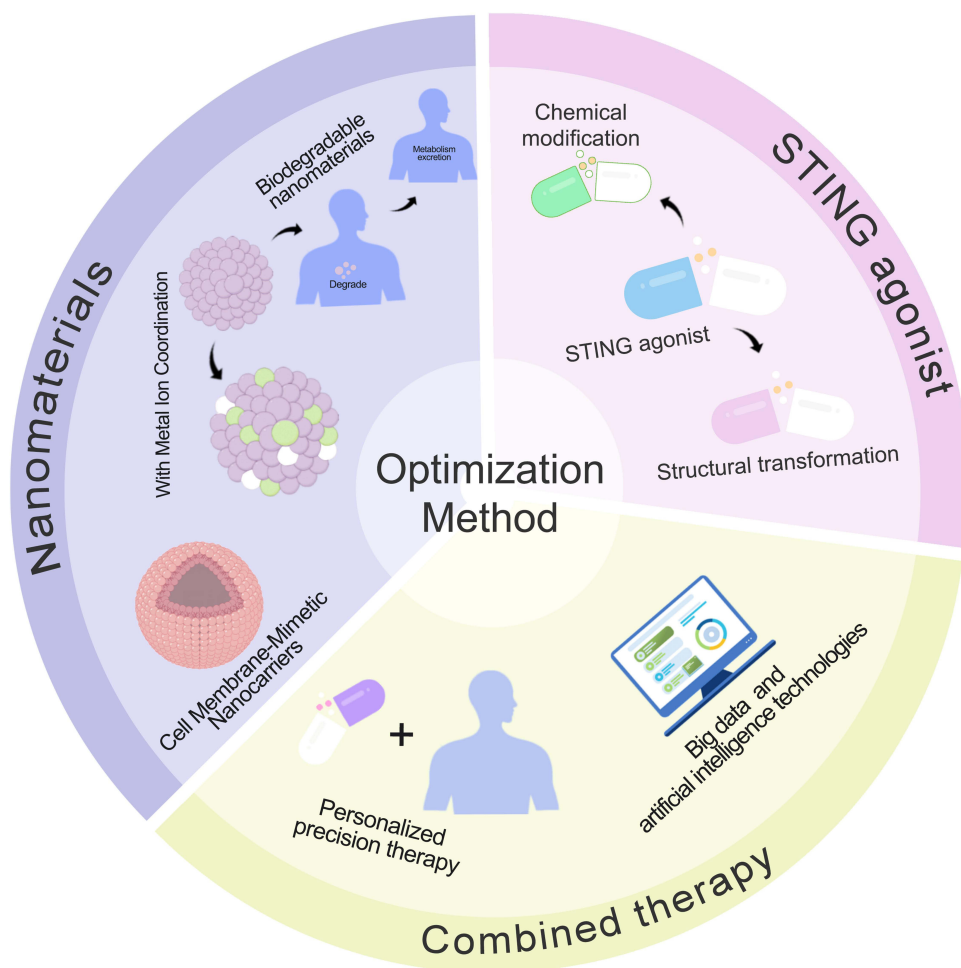 Optimization
Method
Nanomaterials
Biodegradable
nanomaterials
Metabolism
excretion
Degrade
With Metal Ion Coordination
Cell Membrane-Mimetic
Nanocarriers
STING agonist
Chemical
modification
STING agonist
Structural transformation
Combined therapy
Personalized
precision therapy
+
Big data and
artificial intelligence technologies